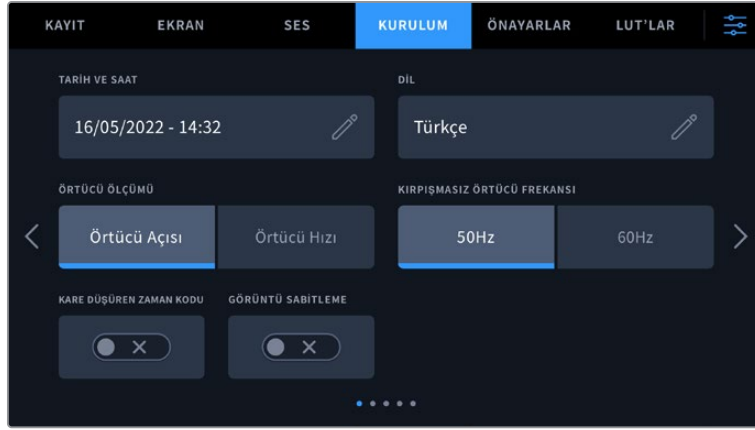 KAYIT EKRAN SES KURULUM ÖNAYARLAR LUT'LAR
TARİH VE SAAT DİL
16/05/2022 - 14:32 Türkçe
ÖRTÜCÜ ÖLÇÜMÜ KIRPIŞMASIZ ÖRTÜCÜ FREKANSI
Örtücü Açısı Örtücü Hızı 50Hz 60Hz
KARE DÜŞÜREN ZAMAN KODU GÖRÜNTÜ SABİTLEME